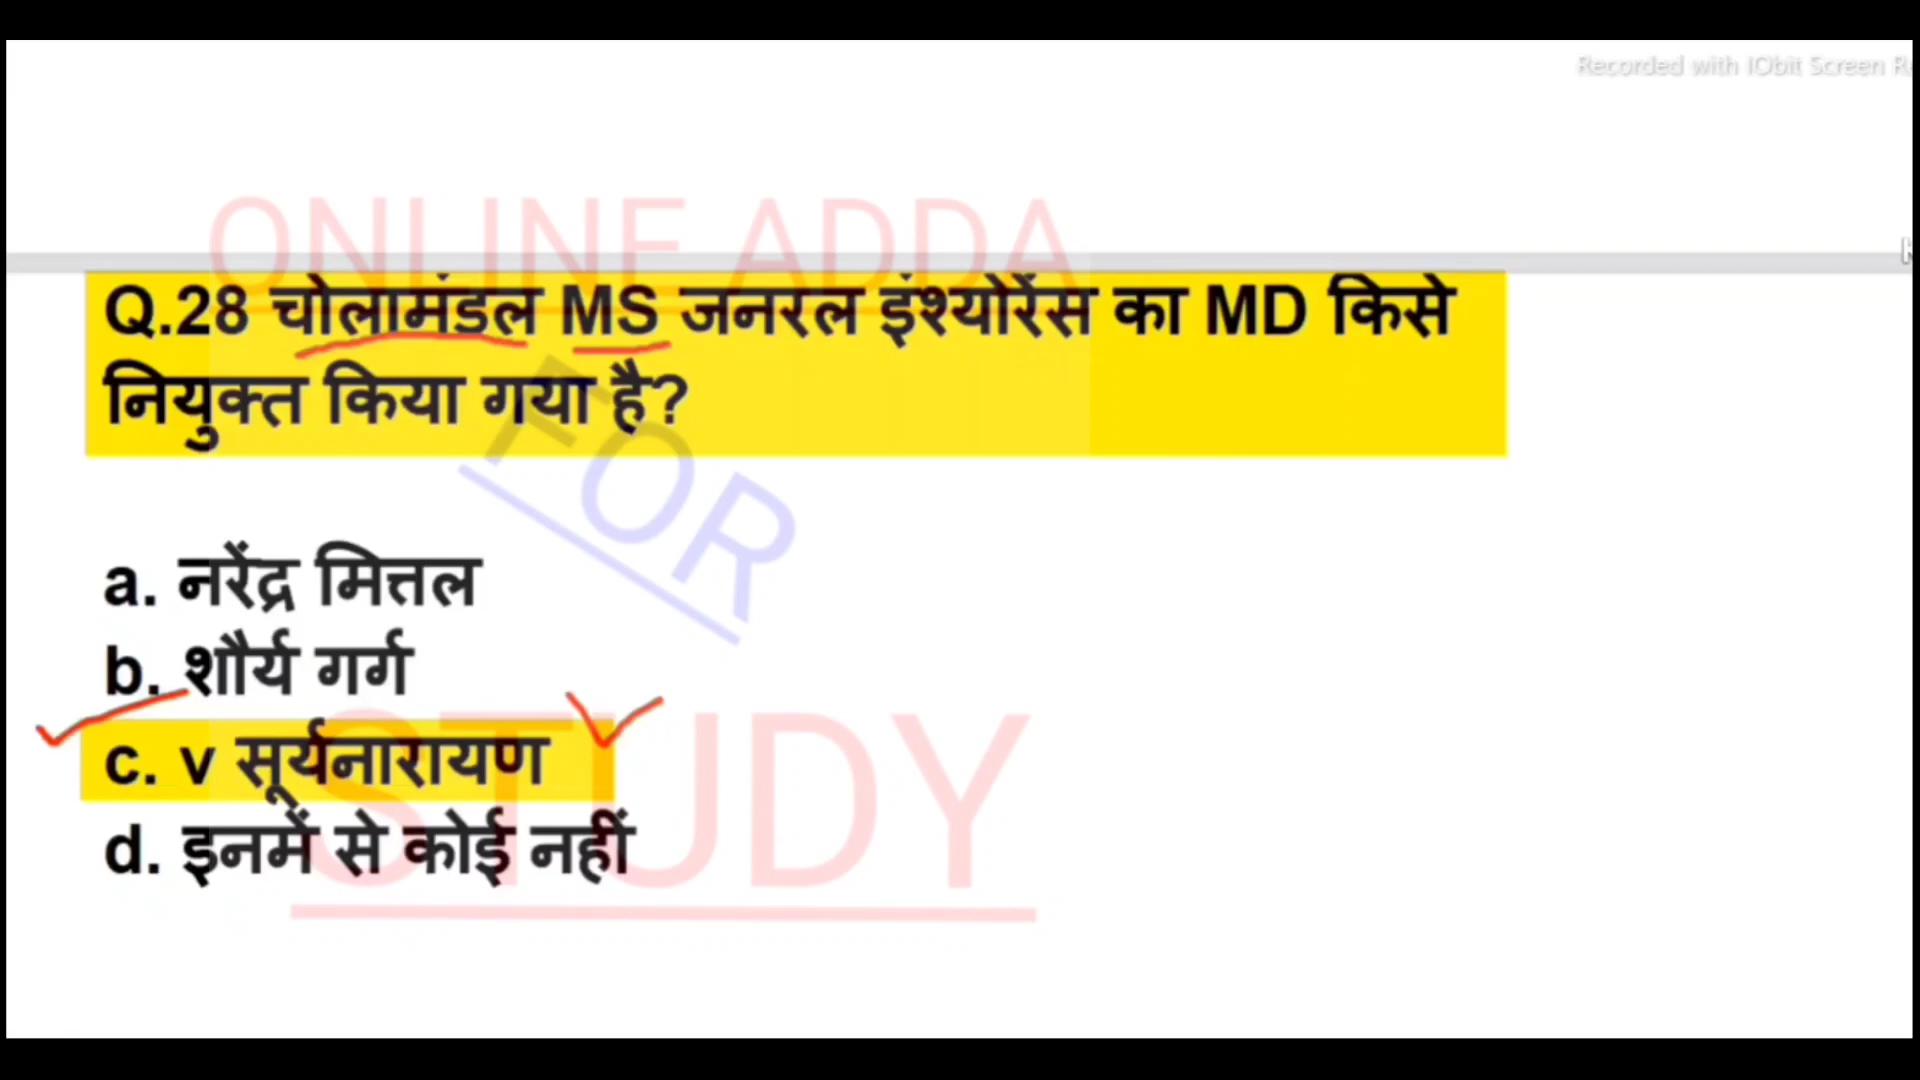 Recorded with IObit Screen
ONLINE ADDA
Q.28 चोलामंडल MS जनरल इंश्योरेंस का MD किसे
नियुक्त किया गया है?
FOR
a. नरेंद्र मित्तल
b. शौर्य गर्ग
c. v सूर्यनारायण
STUDY
d. इनमें से कोई नहीं